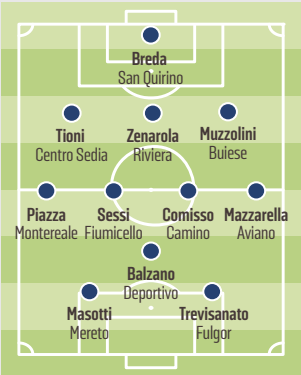 Breda
San Quirino
Tioni
Centro Sedia
Zenarola
Riviera
Muzzolini
Buiese
Piazza
Montereale
Sessi
Fiumicello
Comisso
Camino
Mazzarella
Aviano
Balzano
Deportivo
Masotti
Mereto
Trevisanato
Fulgor